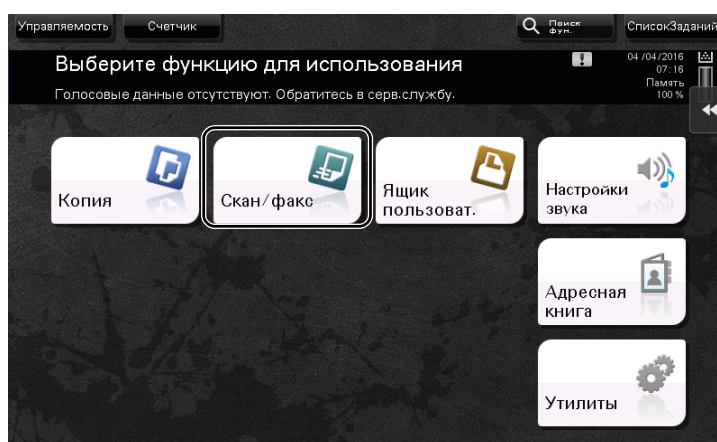 Управляемость
Счетчик
Поиск
фун.
СписокЗаданий
Выберите функцию для использования
04/04/2016
07:16
Голосовые данные отсутствуют. Обратитесь в серв.службу.
Память
100 %
Копия
Скан/факс
Ящик
пользоват.
Настройки
звука
Адресная
книга
Утилиты